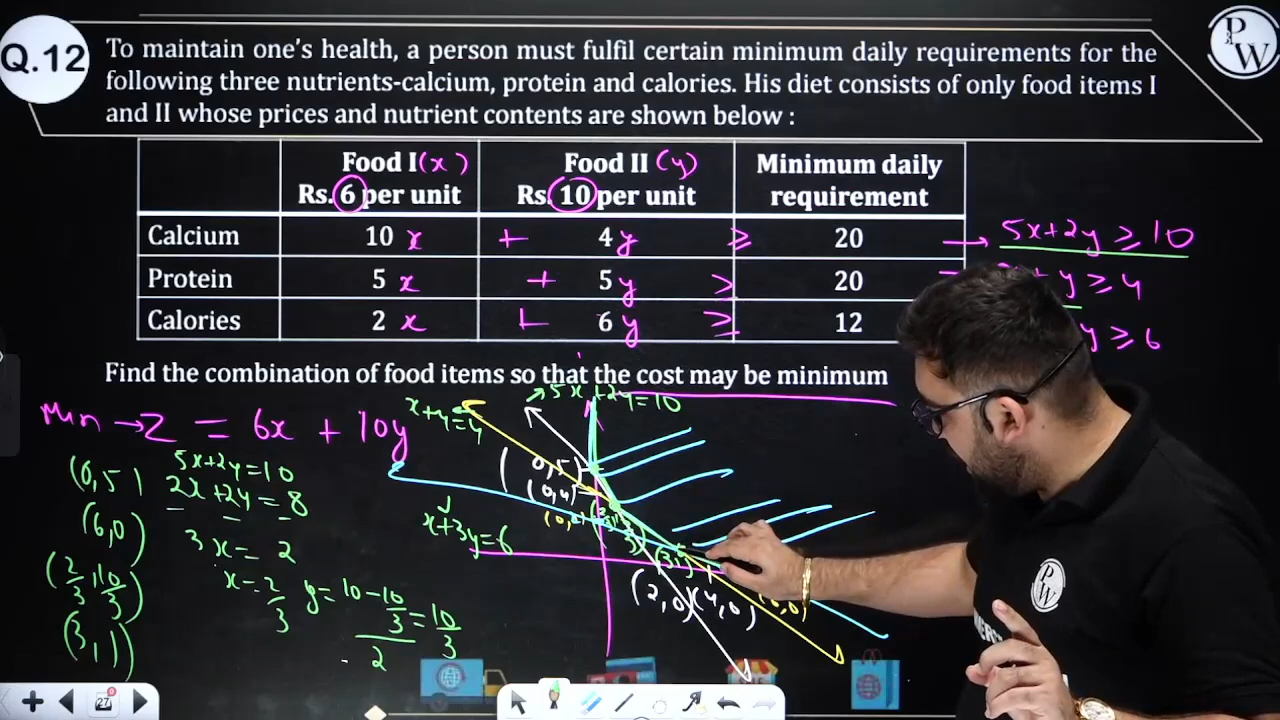 Q.12
To maintain one's health, a person must fulfil certain minimum daily requirements for the
following three nutrients-calcium, protein and calories. His diet consists of only food items I
and II whose prices and nutrient contents are shown below :
PW
Food I (x) Food II (y) Minimum daily
Rs. 6 per unit Rs. 10 per unit requirement
Calcium 10 x + 4 y ≥ 20 → 5x+2y ≥ 10
Protein 5 x + 5 y ≥ 20 y ≥ 4
Calories 2 x + 6 y ≥ 12 y ≥ 6
Find the combination of food items so that the cost may be minimum
Min → Z = 6x + 10y
x+y=4
5x+2y=10
(0,5)
5x+2y=10
2x+2y=8
(6,0)
3x=2
(2/3, 10/3)
x=2/3 y=10-10/3 = 10/3
2
(3,1)
(0,5)
(0,4)
x+3y=6
(3,1)
(2,0) (4,0)
PW
27